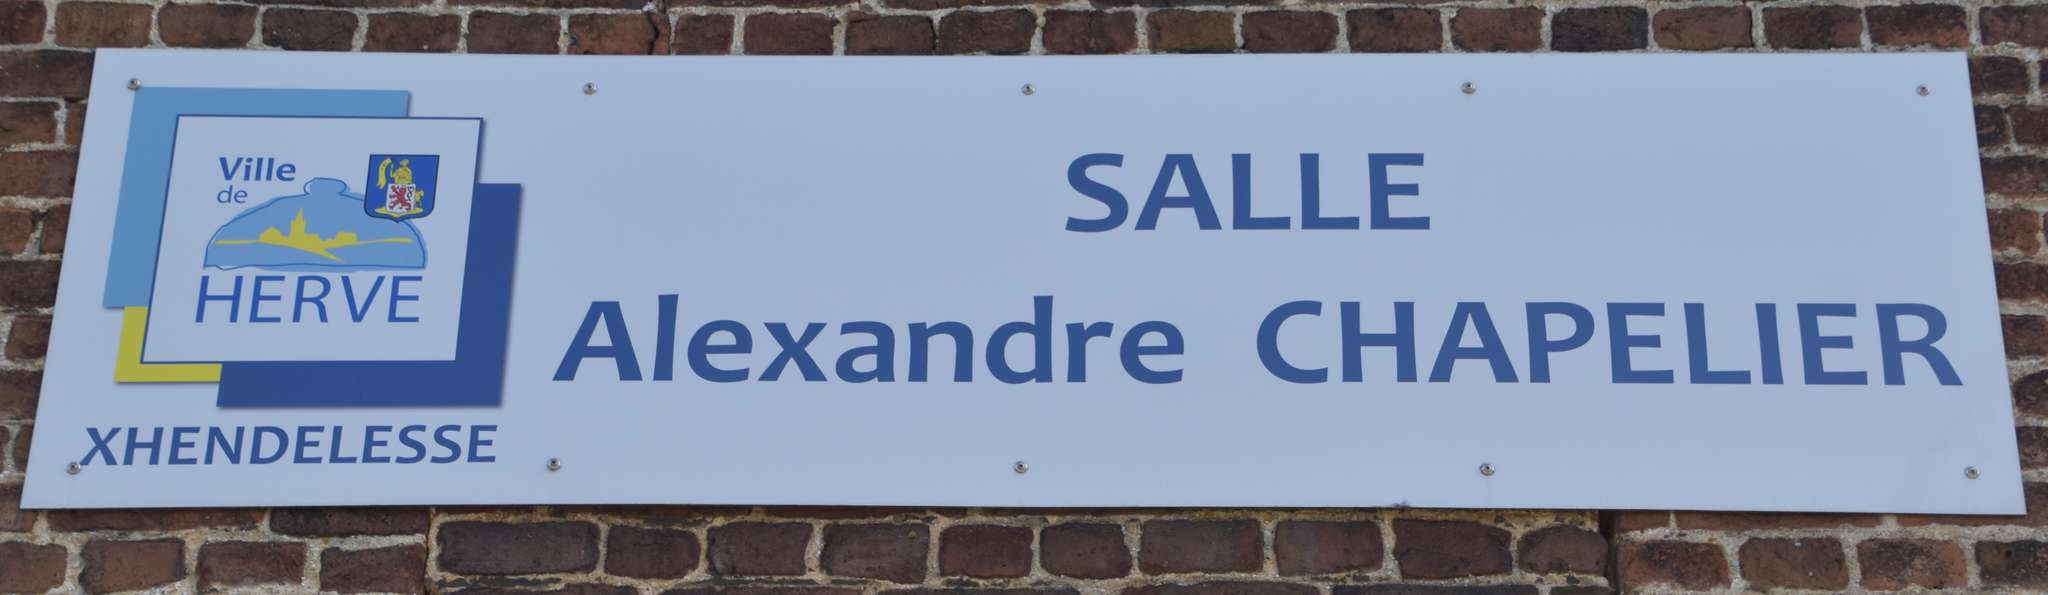 Ville
de
HERVE
XHENDELESSE
SALLE
Alexandre CHAPELIER